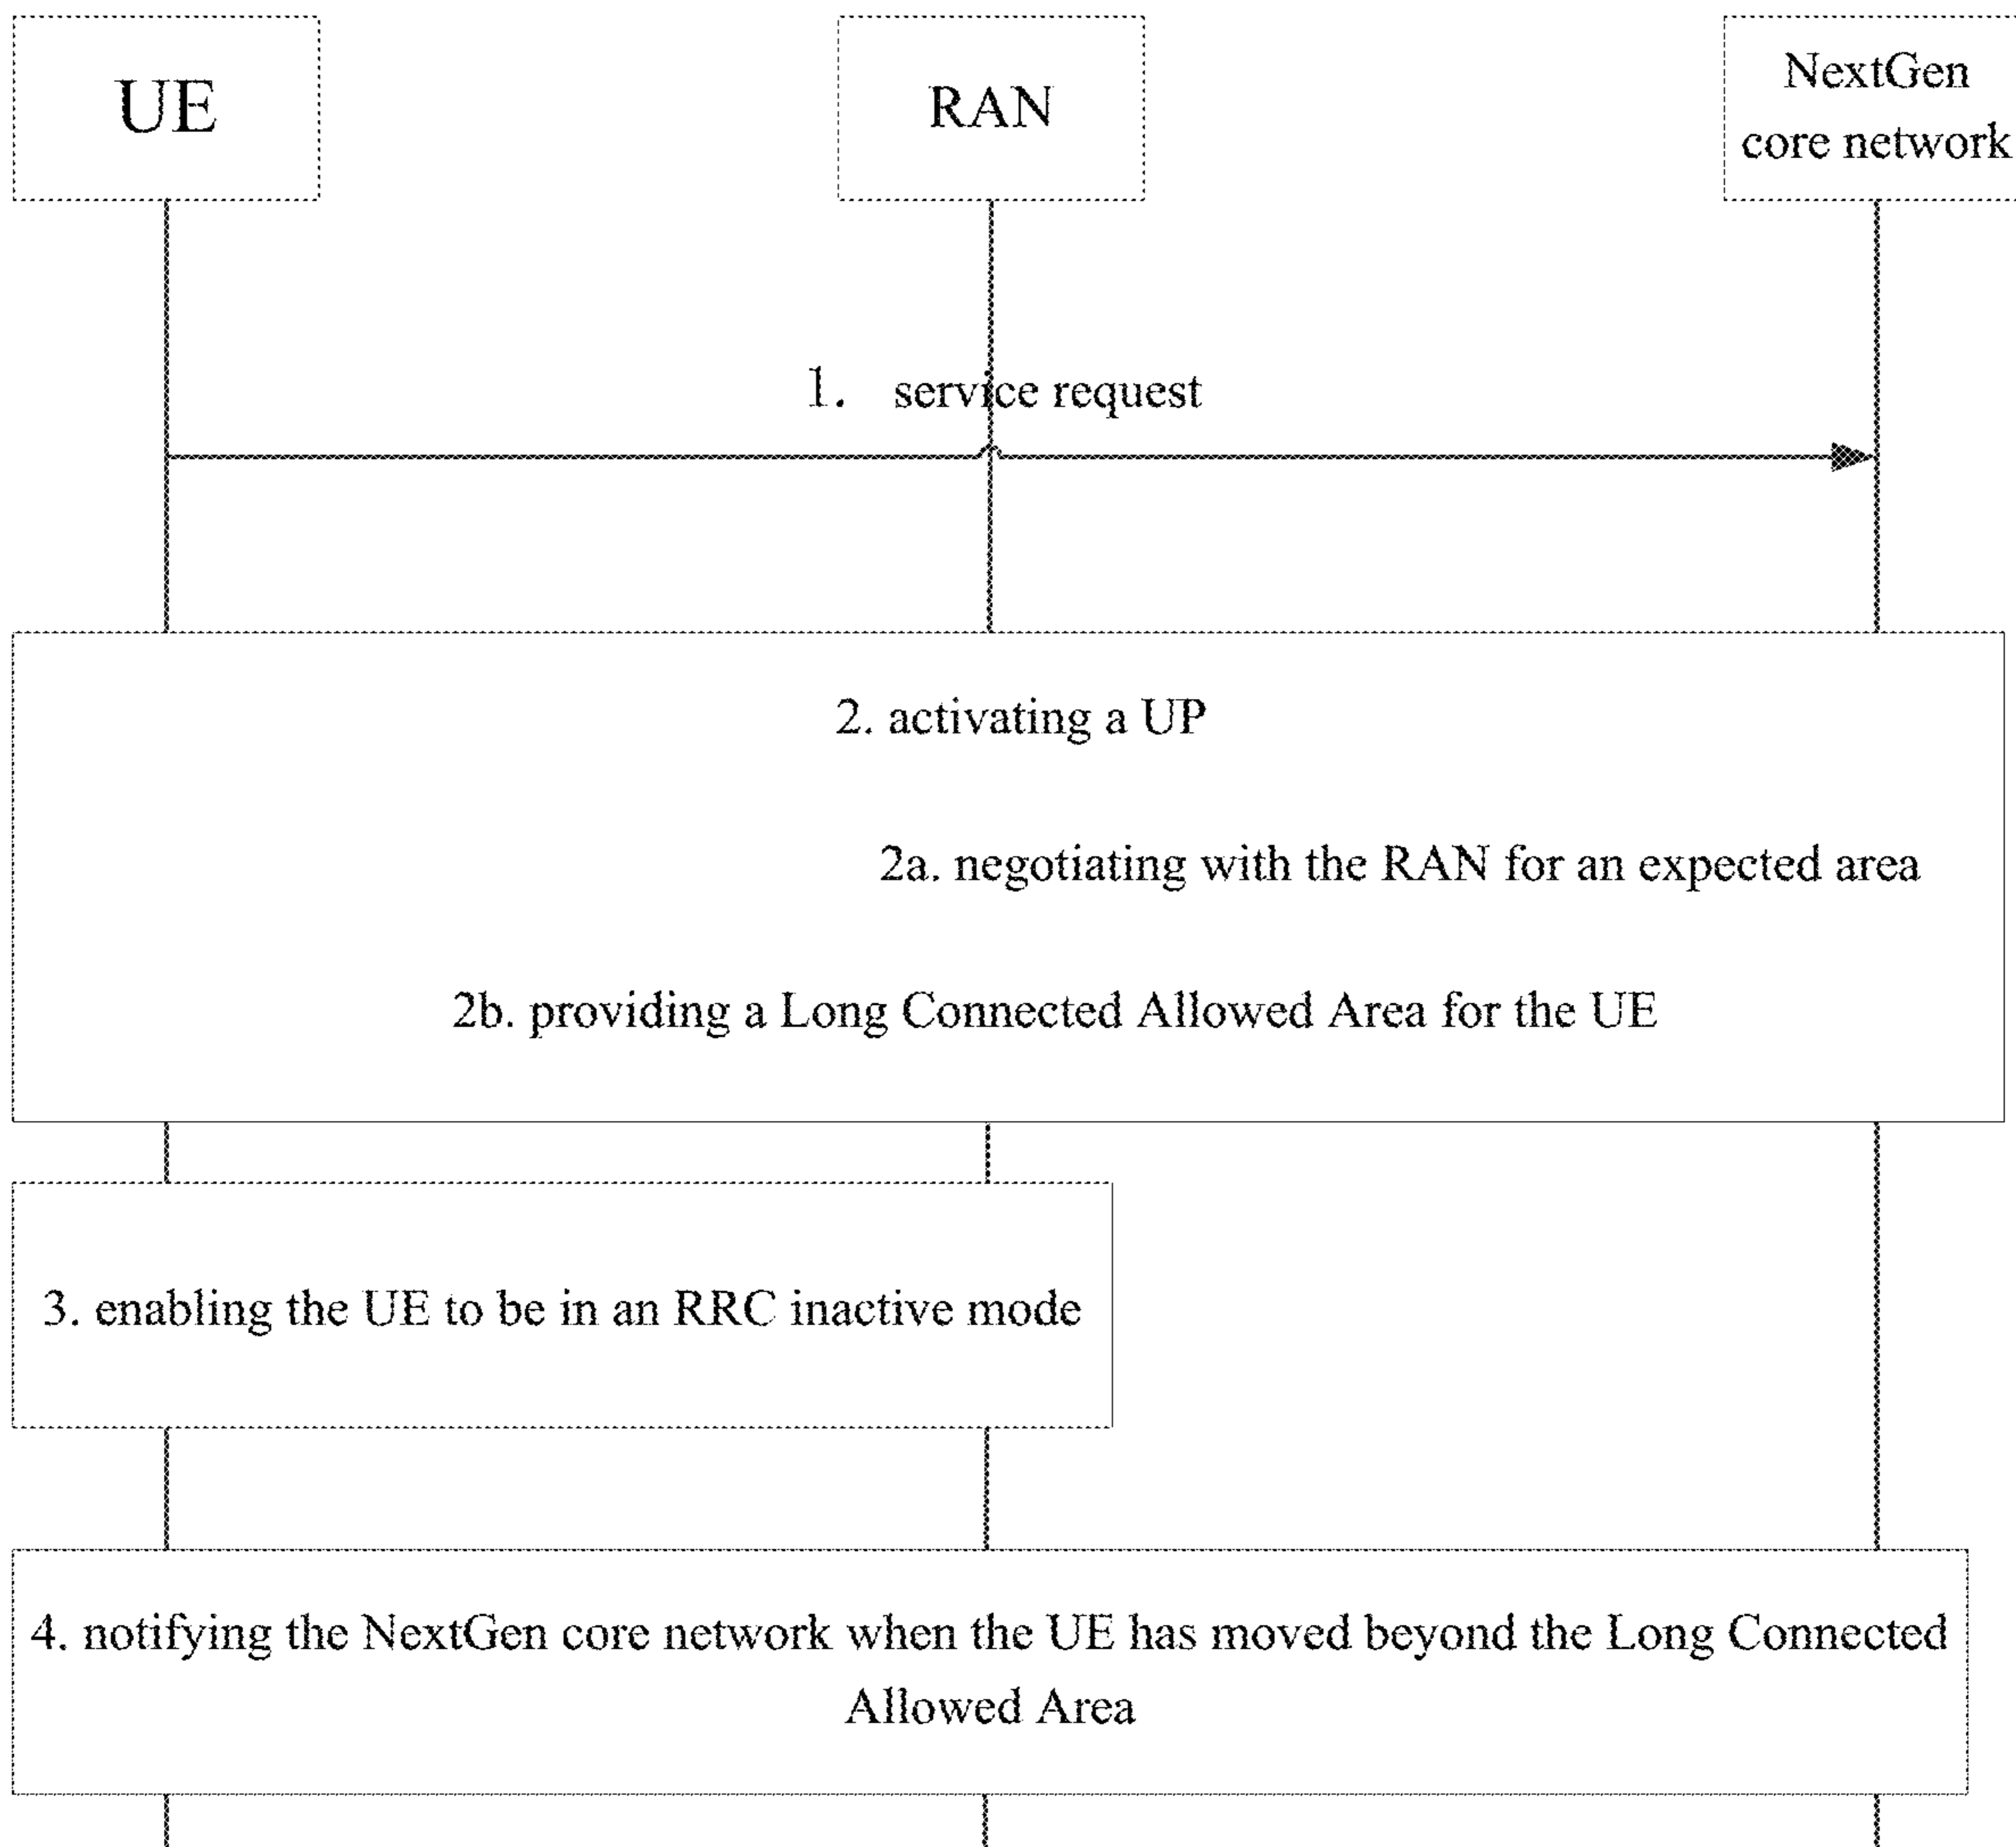 UE
RAN
NextGen
core network
1. service request
2. activating a UP
2a. negotiating with the RAN for an expected area
2b. providing a Long Connected Allowed Area for the UE
3. enabling the UE to be in an RRC inactive mode
4. notifying the NextGen core network when the UE has moved beyond the Long Connected
Allowed Area